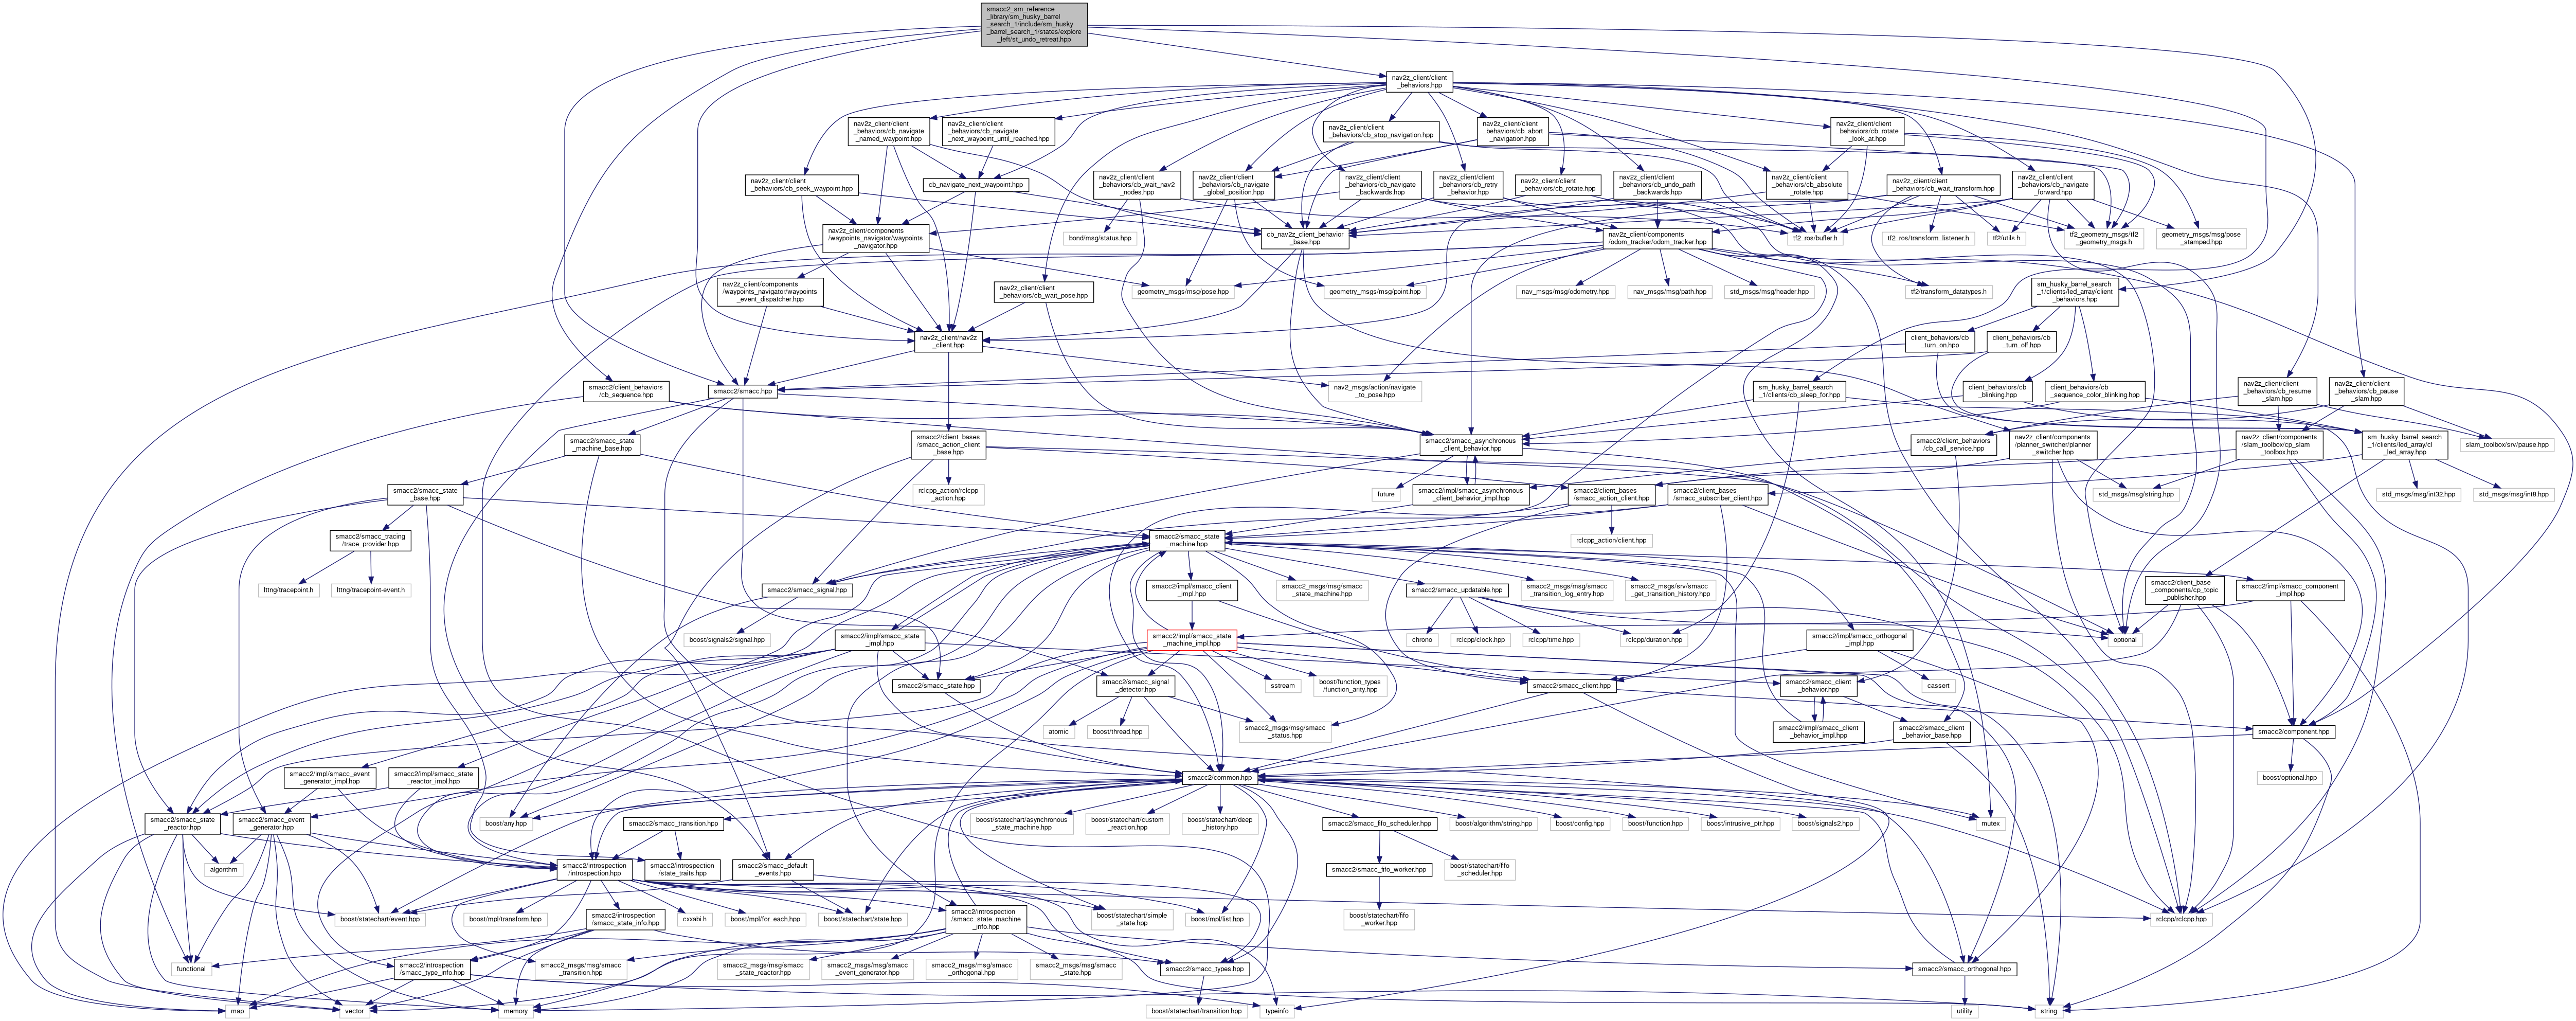 smacc2_sm_reference
_library/sm_husky_barrel
_search_1/include/sm_husky
_barrel_search_1/states/explore
_left/st_undo_retreat.hpp
nav2z_client/client
_behaviors.hpp
nav2z_client/client
_behaviors/cb_navigate
_named_waypoint.hpp
nav2z_client/client
_behaviors/cb_navigate
_next_waypoint_until_reached.hpp
nav2z_client/client
_behaviors/cb_stop_navigation.hpp
nav2z_client/client
_behaviors/cb_abort
_navigation.hpp
nav2z_client/client
_behaviors/cb_rotate
_look_at.hpp
nav2z_client/client
_behaviors/cb_seek_waypoint.hpp
cb_navigate_next_waypoint.hpp
nav2z_client/client
_behaviors/cb_wait_nav2
_nodes.hpp
nav2z_client/client
_behaviors/cb_navigate
_global_position.hpp
nav2z_client/client
_behaviors/cb_navigate
_backwards.hpp
nav2z_client/client
_behaviors/cb_retry
_behavior.hpp
nav2z_client/client
_behaviors/cb_rotate.hpp
nav2z_client/client
_behaviors/cb_undo_path
_backwards.hpp
nav2z_client/client
_behaviors/cb_absolute
_rotate.hpp
nav2z_client/client
_behaviors/cb_wait_transform.hpp
nav2z_client/client
_behaviors/cb_navigate
_forward.hpp
nav2z_client/components
/waypoints_navigator/waypoints
_navigator.hpp
bond/msg/status.hpp
cb_nav2z_client_behavior
_base.hpp
nav2z_client/components
/odom_tracker/odom_tracker.hpp
tf2_ros/buffer.h
tf2_ros/transform_listener.h
tf2/utils.h
tf2_geometry_msgs/tf2
_geometry_msgs.h
geometry_msgs/msg/pose
_stamped.hpp
nav2z_client/components
/waypoints_navigator/waypoints
_event_dispatcher.hpp
nav2z_client/client
_behaviors/cb_wait_pose.hpp
geometry_msgs/msg/pose.hpp
geometry_msgs/msg/point.hpp
nav_msgs/msg/odometry.hpp
nav_msgs/msg/path.hpp
std_msgs/msg/header.hpp
tf2/transform_datatypes.h
sm_husky_barrel_search
_1/clients/led_array/client
_behaviors.hpp
nav2z_client/nav2z
_client.hpp
client_behaviors/cb
_turn_on.hpp
client_behaviors/cb
_turn_off.hpp
smacc2/client_behaviors
/cb_sequence.hpp
smacc2/smacc.hpp
nav2_msgs/action/navigate
_to_pose.hpp
sm_husky_barrel_search
_1/clients/cb_sleep_for.hpp
client_behaviors/cb
_blinking.hpp
client_behaviors/cb
_sequence_color_blinking.hpp
nav2z_client/client
_behaviors/cb_resume
_slam.hpp
nav2z_client/client
_behaviors/cb_pause
_slam.hpp
smacc2/smacc_state
_machine_base.hpp
smacc2/client_bases
/smacc_action_client
_base.hpp
smacc2/smacc_asynchronous
_client_behavior.hpp
smacc2/client_behaviors
/cb_call_service.hpp
nav2z_client/components
/planner_switcher/planner
_switcher.hpp
nav2z_client/components
/slam_toolbox/cp_slam
_toolbox.hpp
sm_husky_barrel_search
_1/clients/led_array/cl
_led_array.hpp
slam_toolbox/srv/pause.hpp
smacc2/smacc_state
_base.hpp
rclcpp_action/rclcpp
_action.hpp
future
smacc2/impl/smacc_asynchronous
_client_behavior_impl.hpp
smacc2/client_bases
/smacc_action_client.hpp
smacc2/client_bases
/smacc_subscriber_client.hpp
std_msgs/msg/string.hpp
std_msgs/msg/int32.hpp
std_msgs/msg/int8.hpp
smacc2/smacc_tracing
/trace_provider.hpp
smacc2/smacc_state
_machine.hpp
rclcpp_action/client.hpp
lttng/tracepoint.h
lttng/tracepoint-event.h
smacc2/smacc_signal.hpp
smacc2/impl/smacc_client
_impl.hpp
smacc2_msgs/msg/smacc
_state_machine.hpp
smacc2/smacc_updatable.hpp
smacc2_msgs/msg/smacc
_transition_log_entry.hpp
smacc2_msgs/srv/smacc
_get_transition_history.hpp
smacc2/client_base
_components/cp_topic
_publisher.hpp
smacc2/impl/smacc_component
_impl.hpp
boost/signals2/signal.hpp
smacc2/impl/smacc_state
_impl.hpp
smacc2/impl/smacc_state
_machine_impl.hpp
chrono
rclcpp/clock.hpp
rclcpp/time.hpp
rclcpp/duration.hpp
smacc2/impl/smacc_orthogonal
_impl.hpp
optional
smacc2/smacc_state.hpp
smacc2/smacc_signal
_detector.hpp
sstream
boost/function_types
/function_arity.hpp
smacc2/smacc_client.hpp
smacc2/smacc_client
_behavior.hpp
cassert
atomic
boost/thread.hpp
smacc2_msgs/msg/smacc
_status.hpp
smacc2/impl/smacc_client
_behavior_impl.hpp
smacc2/smacc_client
_behavior_base.hpp
smacc2/component.hpp
smacc2/impl/smacc_event
_generator_impl.hpp
smacc2/impl/smacc_state
_reactor_impl.hpp
smacc2/common.hpp
boost/optional.hpp
smacc2/smacc_state
_reactor.hpp
smacc2/smacc_event
_generator.hpp
boost/any.hpp
smacc2/smacc_transition.hpp
boost/statechart/asynchronous
_state_machine.hpp
boost/statechart/custom
_reaction.hpp
boost/statechart/deep
_history.hpp
smacc2/smacc_fifo_scheduler.hpp
boost/algorithm/string.hpp
boost/config.hpp
boost/function.hpp
boost/intrusive_ptr.hpp
boost/signals2.hpp
mutex
algorithm
smacc2/introspection
/introspection.hpp
smacc2/introspection
/state_traits.hpp
smacc2/smacc_default
_events.hpp
smacc2/smacc_fifo_worker.hpp
boost/statechart/fifo
_scheduler.hpp
boost/statechart/event.hpp
boost/mpl/transform.hpp
smacc2/introspection
/smacc_state_info.hpp
cxxabi.h
boost/mpl/for_each.hpp
boost/statechart/state.hpp
smacc2/introspection
/smacc_state_machine
_info.hpp
boost/statechart/simple
_state.hpp
boost/mpl/list.hpp
boost/statechart/fifo
_worker.hpp
rclcpp/rclcpp.hpp
functional
smacc2/introspection
/smacc_type_info.hpp
smacc2_msgs/msg/smacc
_transition.hpp
smacc2_msgs/msg/smacc
_state_reactor.hpp
smacc2_msgs/msg/smacc
_event_generator.hpp
smacc2_msgs/msg/smacc
_orthogonal.hpp
smacc2_msgs/msg/smacc
_state.hpp
smacc2/smacc_types.hpp
smacc2/smacc_orthogonal.hpp
map
vector
memory
boost/statechart/transition.hpp
typeinfo
utility
string